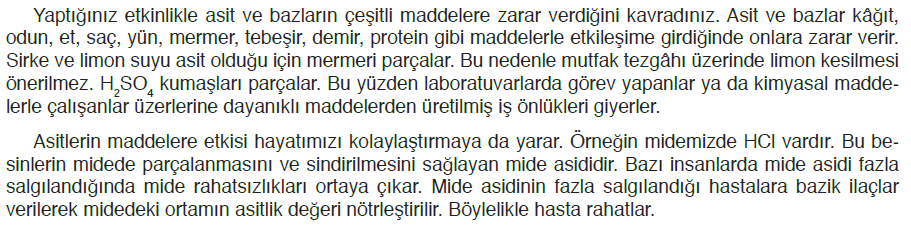 Yaptığınız etkinlikle asit ve bazların çeşitli maddelere zarar verdiğini kavradınız. Asit ve bazlar kâğıt,
odun, et, saç, yün, mermer, tebeşir, demir, protein gibi maddelerle etkileşime girdiğinde onlara zarar verir.
Sirke ve limon suyu asit olduğu için mermeri parçalar. Bu nedenle mutfak tezgâhı üzerinde limon kesilmesi
önerilmez. H₂SO₄ kumaşları parçalar. Bu yüzden laboratuvarlarda görev yapanlar ya da kimyasal madde-
lerle çalışanlar üzerlerine dayanıklı maddelerden üretilmiş iş önlükleri giyerler.
Asitlerin maddelere etkisi hayatımızı kolaylaştırmaya da yarar. Örneğin midemizde HCl vardır. Bu be-
sinlerin midede parçalanmasını ve sindirilmesini sağlayan mide asididir. Bazı insanlarda mide asidi fazla
salgılandığında mide rahatsızlıkları ortaya çıkar. Mide asidinin fazla salgılandığı hastalara bazik ilaçlar
verilerek midedeki ortamın asitlik değeri nötrleştirilir. Böylelikle hasta rahatlar.